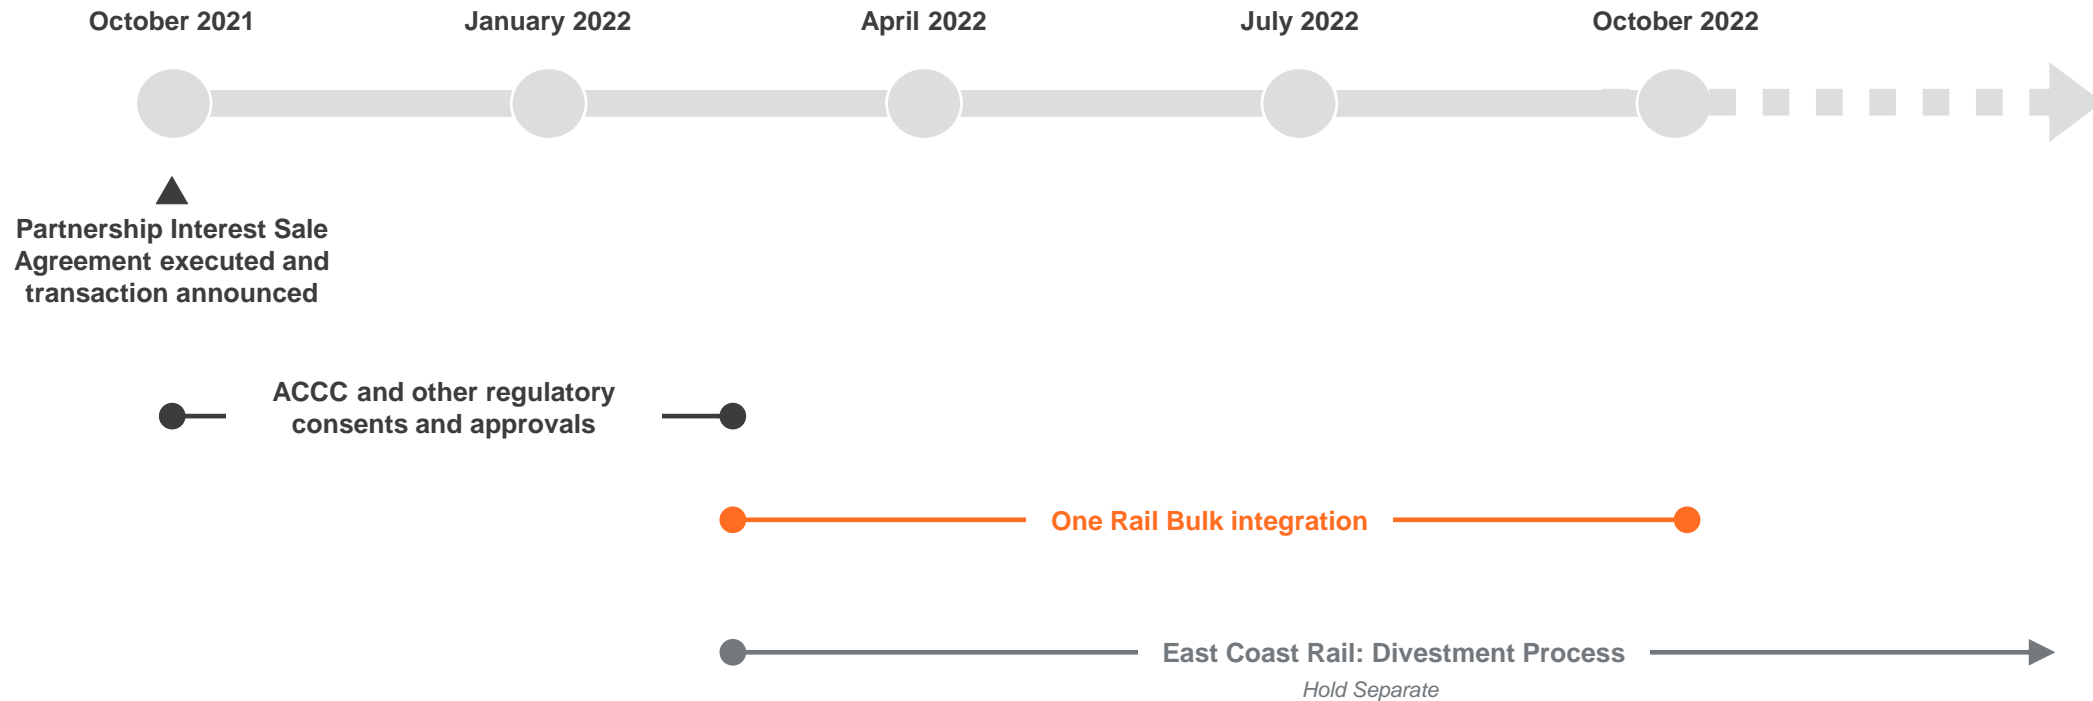 October 2021
January 2022
April 2022
July 2022
October 2022
Partnership Interest Sale
Agreement executed and
transaction announced
ACCC and other regulatory
consents and approvals
One Rail Bulk integration
East Coast Rail: Divestment Process
Hold Separate